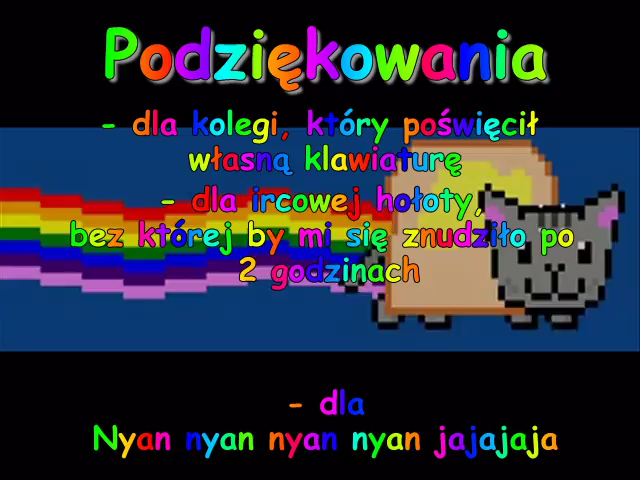 Podziękowania
- dla kolegi, który poświęcił
własną klawiaturę
- dla ircowej hołoty,
bez której by mi się znudziło po
2 godzinach
- dla
Nyan nyan nyan nyan jajajaja